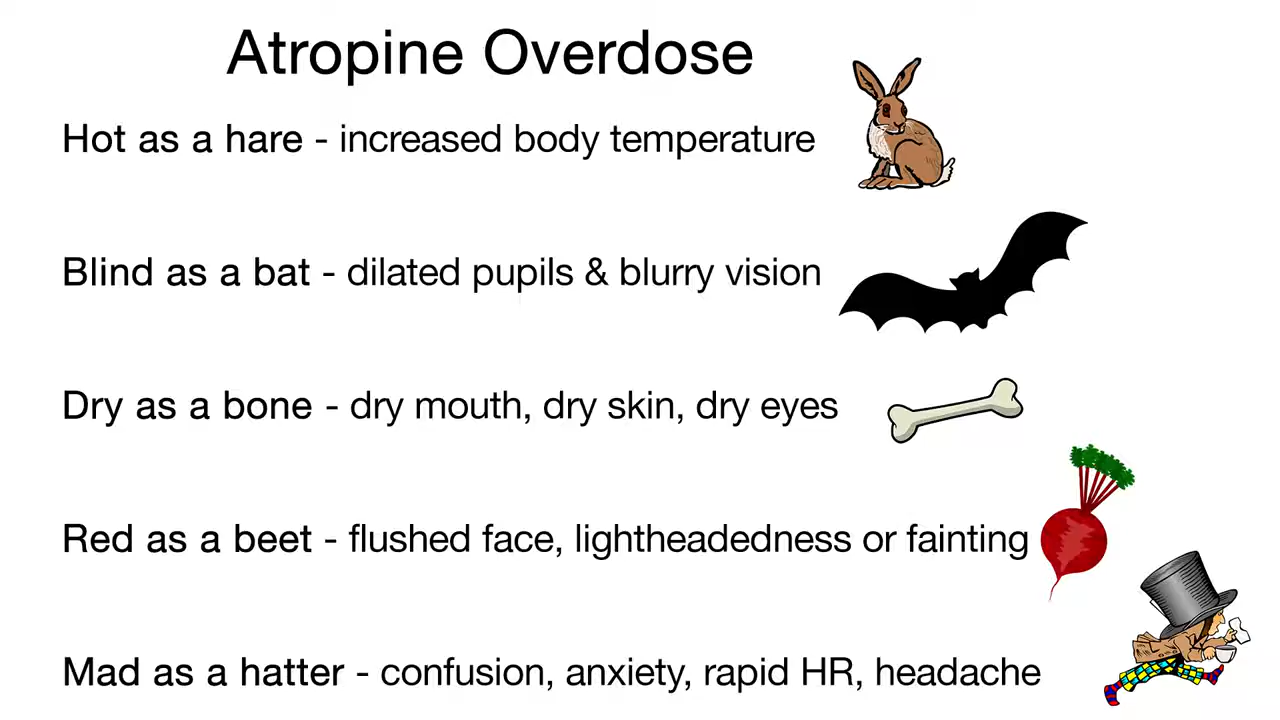 Atropine Overdose
Hot as a hare - increased body temperature
Blind as a bat - dilated pupils & blurry vision
Dry as a bone - dry mouth, dry skin, dry eyes
Red as a beet - flushed face, lightheadedness or fainting
Mad as a hatter - confusion, anxiety, rapid HR, headache